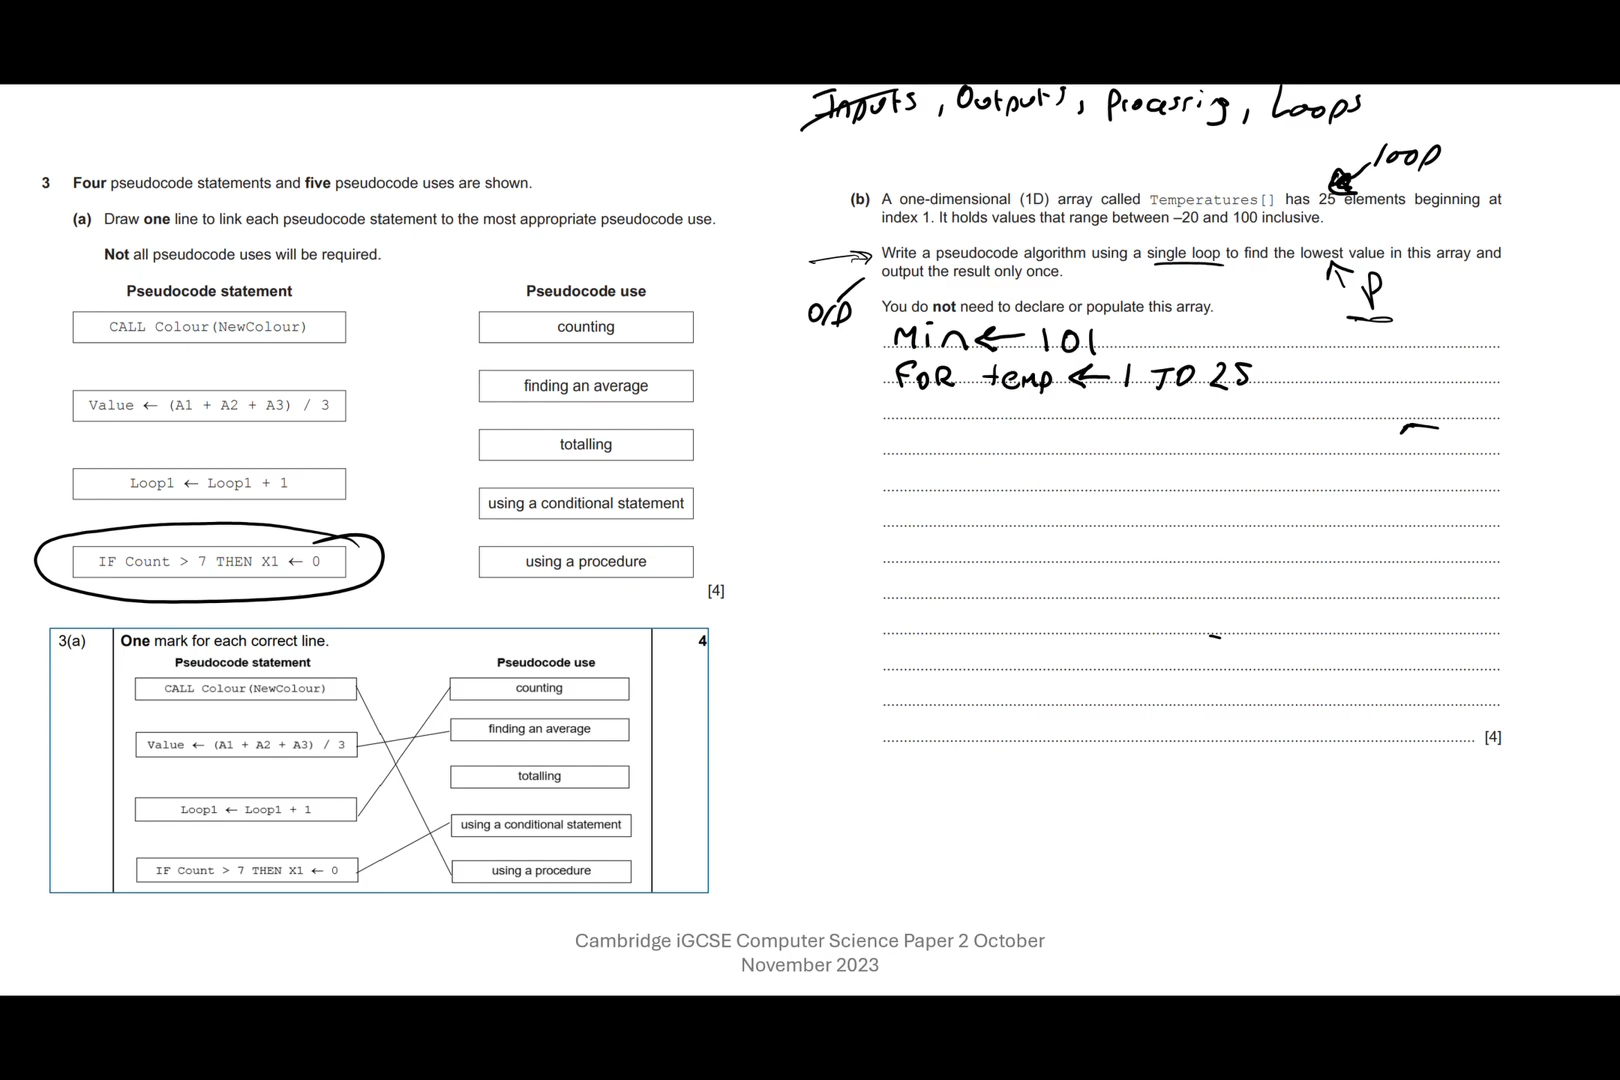 Inputs, Outputs, Processing, Loops
3 Four pseudocode statements and five pseudocode uses are shown.
(a) Draw one line to link each pseudocode statement to the most appropriate pseudocode use.
Not all pseudocode uses will be required.
Pseudocode statement Pseudocode use
CALL Colour(NewColour) counting
finding an average
Value ← (A1 + A2 + A3) / 3
totalling
Loop1 ← Loop1 + 1
using a conditional statement
IF Count > 7 THEN X1 ← 0 using a procedure
[4]
3(a) One mark for each correct line. 4
Pseudocode statement Pseudocode use
CALL Colour(NewColour) counting
finding an average
Value ← (A1 + A2 + A3) / 3
totalling
Loop1 ← Loop1 + 1
using a conditional statement
IF Count > 7 THEN X1 ← 0 using a procedure
loop
(b) A one-dimensional (1D) array called Temperatures[] has 25 elements beginning at
index 1. It holds values that range between –20 and 100 inclusive.
Write a pseudocode algorithm using a single loop to find the lowest value in this array and
output the result only once.
P
You do not need to declare or populate this array.
Min ← 101
FOR temp ← 1 TO 25
[4]
Cambridge iGCSE Computer Science Paper 2 October
November 2023